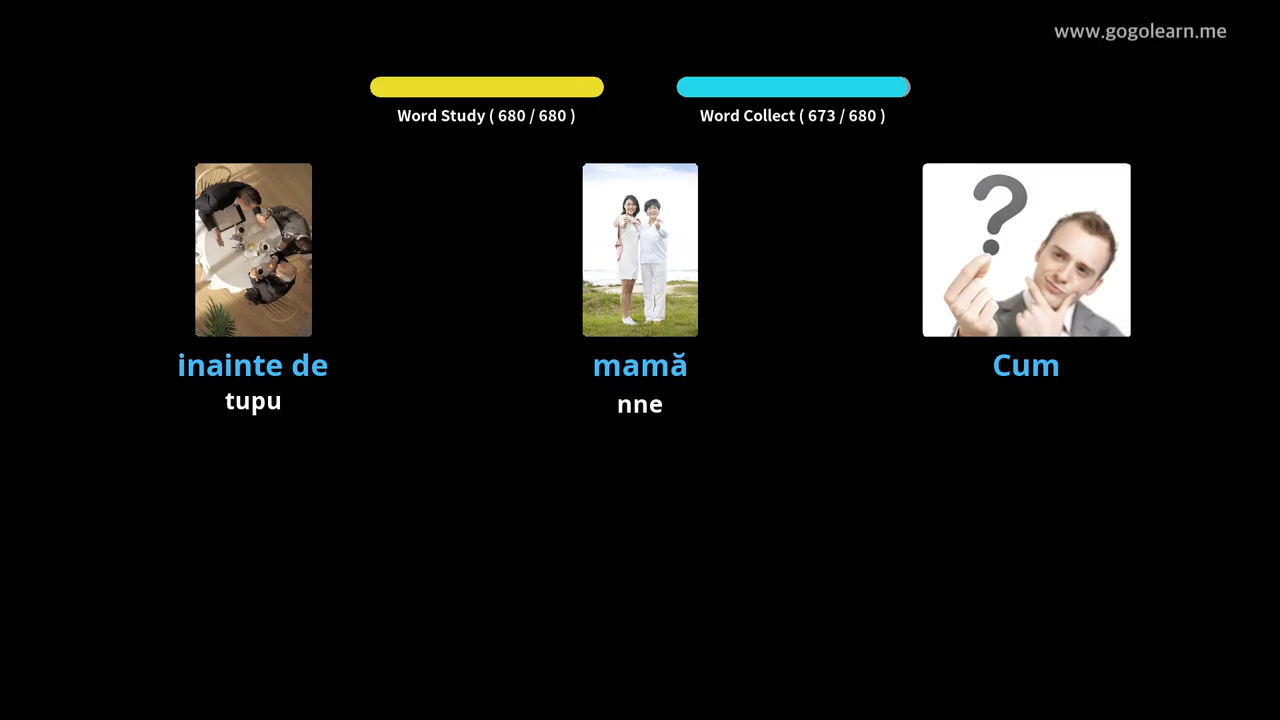 www.gogolearn.me
Word Study ( 680 / 680 )
Word Collect ( 673 / 680 )
inainte de
tupu
mamă
nne
Cum